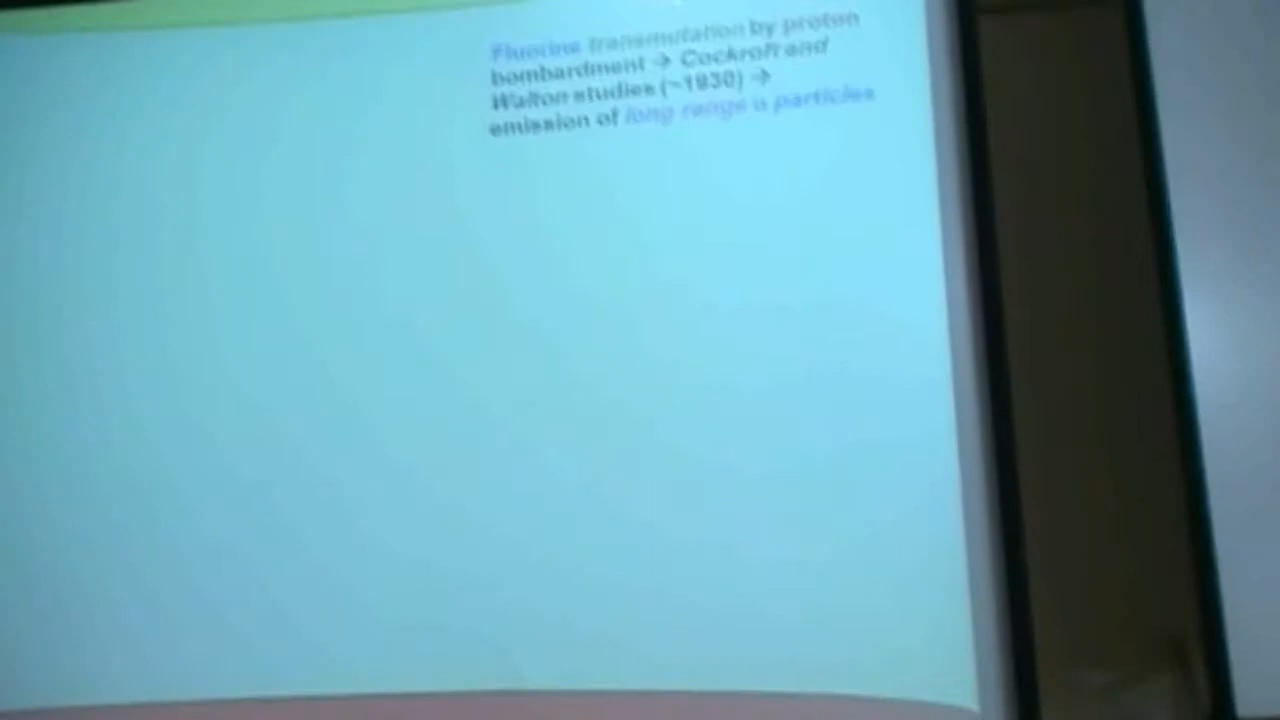 Fluorine transmutation by proton
bombardment → Cockroft and
Walton studies (~1930) →
emission of long range α particles